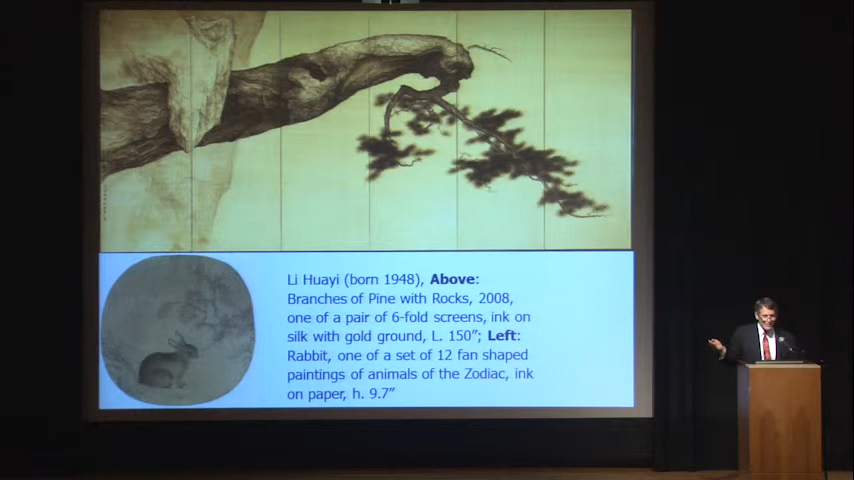 Li Huayi (born 1948), Above:
Branches of Pine with Rocks, 2008,
one of a pair of 6-fold screens, ink on
silk with gold ground, L. 150”; Left:
Rabbit, one of a set of 12 fan shaped
paintings of animals of the Zodiac, ink
on paper, h. 9.7”